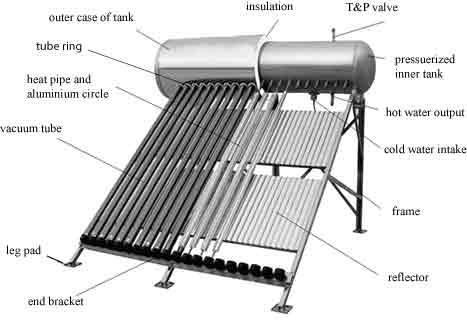 insulation
T&P valve
outer case of tank
tube ring
pressuerized
inner tank
heat pipe and
aluminium circle
hot water output
vacuum tube
cold water intake
frame
leg pad
reflector
end bracket